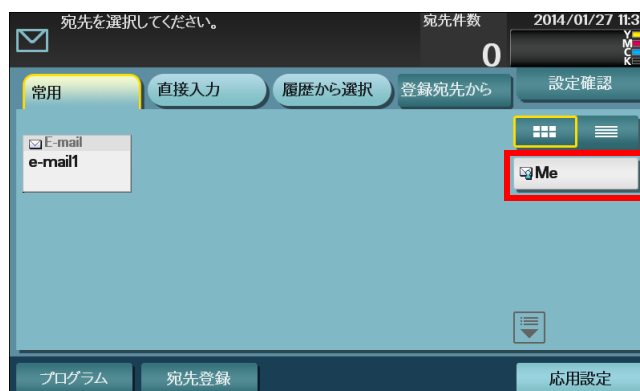 宛先を選択してください。
宛先件数
2014/01/27 11:3
0
Y
M
C
K
常用
直接入力
履歴から選択
登録宛先から
設定確認
E-mail
e-mail1
Me
プログラム
宛先登録
応用設定